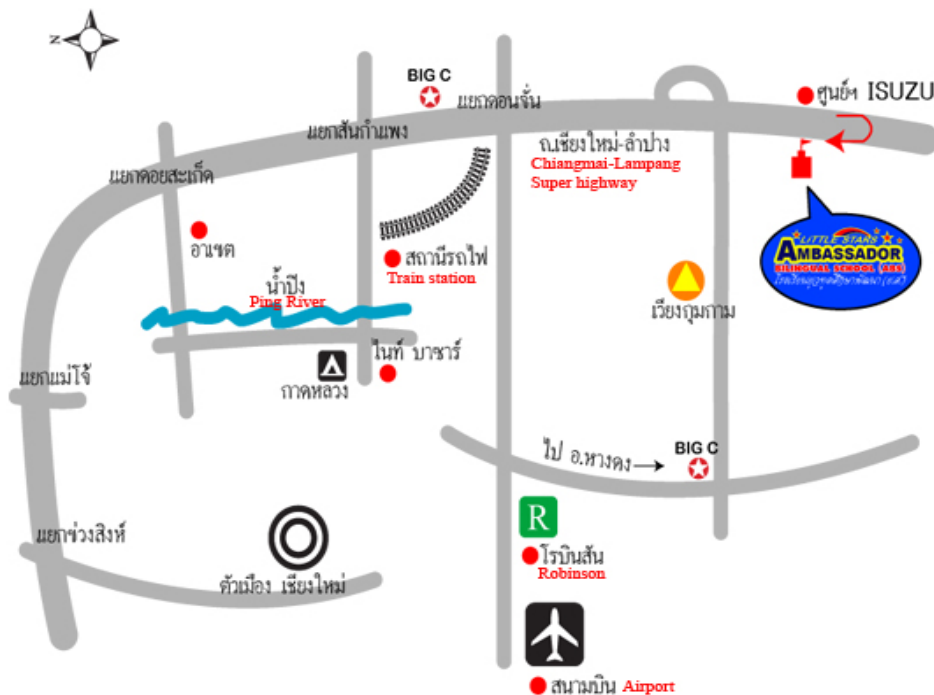 N
BIG C
แยกดอนจั่น
ศูนย์ฯ ISUZU
แยกสันกำแพง
ถ.เชียงใหม่-ลำปาง
Chiangmai-Lampang
Super highway
แยกดอยสะเก็ด
อาเขต
สถานีรถไฟ
Train station
LITTLE STARS
AMBASSADOR
BILINGUAL SCHOOL (ABS)
น้ำปิง
Ping River
เวียงกุมกาม
ไนท์ บาซาร์
แยกแม่โจ้
กาดหลวง
ไป อ.หางดง
BIG C
R
แยกข่วงสิงห์
โรบินสัน
Robinson
ตัวเมือง เชียงใหม่
สนามบิน Airport